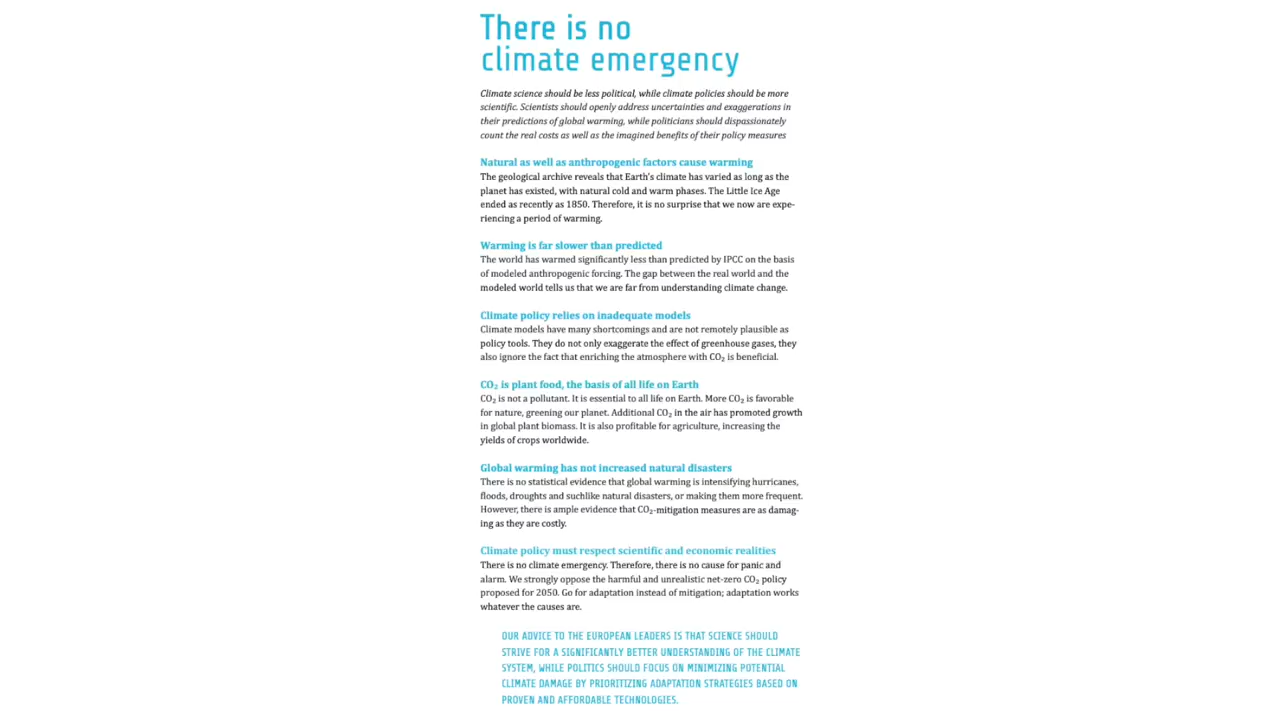 There is no
climate emergency
Climate science should be less political, while climate policies should be more
scientific. Scientists should openly address uncertainties and exaggerations in
their predictions of global warming, while politicians should dispassionately
count the real costs as well as the imagined benefits of their policy measures
Natural as well as anthropogenic factors cause warming
The geological archive reveals that Earth's climate has varied as long as the
planet has existed, with natural cold and warm phases. The Little Ice Age
ended as recently as 1850. Therefore, it is no surprise that we now are expe-
riencing a period of warming.
Warming is far slower than predicted
The world has warmed significantly less than predicted by IPCC on the basis
of modeled anthropogenic forcing. The gap between the real world and the
modeled world tells us that we are far from understanding climate change.
Climate policy relies on inadequate models
Climate models have many shortcomings and are not remotely plausible as
policy tools. They do not only exaggerate the effect of greenhouse gases, they
also ignore the fact that enriching the atmosphere with CO₂ is beneficial.
CO₂ is plant food, the basis of all life on Earth
CO₂ is not a pollutant. It is essential to all life on Earth. More CO₂ is favorable
for nature, greening our planet. Additional CO₂ in the air has promoted growth
in global plant biomass. It is also profitable for agriculture, increasing the
yields of crops worldwide.
Global warming has not increased natural disasters
There is no statistical evidence that global warming is intensifying hurricanes,
floods, droughts and suchlike natural disasters, or making them more frequent.
However, there is ample evidence that CO₂-mitigation measures are as damag-
ing as they are costly.
Climate policy must respect scientific and economic realities
There is no climate emergency. Therefore, there is no cause for panic and
alarm. We strongly oppose the harmful and unrealistic net-zero CO₂ policy
proposed for 2050. Go for adaptation instead of mitigation; adaptation works
whatever the causes are.
OUR ADVICE TO THE EUROPEAN LEADERS IS THAT SCIENCE SHOULD
STRIVE FOR A SIGNIFICANTLY BETTER UNDERSTANDING OF THE CLIMATE
SYSTEM, WHILE POLITICS SHOULD FOCUS ON MINIMIZING POTENTIAL
CLIMATE DAMAGE BY PRIORITIZING ADAPTATION STRATEGIES BASED ON
PROVEN AND AFFORDABLE TECHNOLOGIES.